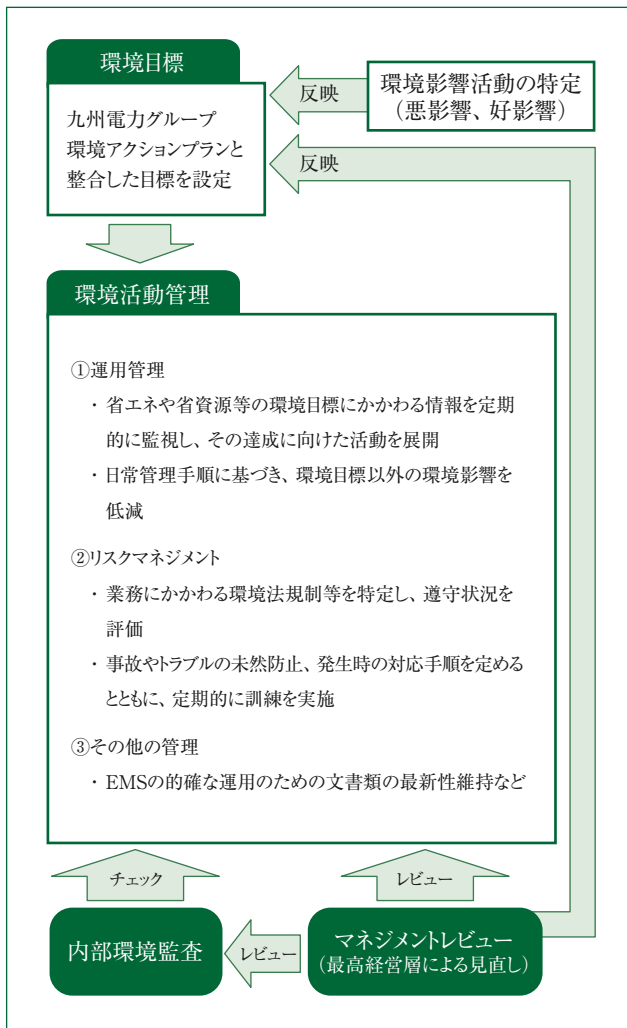 環境目標
九州電力グループ
環境アクションプランと
整合した目標を設定
反映
環境影響活動の特定
（悪影響、好影響）
反映
環境活動管理
①運用管理
・ 省エネや省資源等の環境目標にかかわる情報を定期
的に監視し、その達成に向けた活動を展開
・ 日常管理手順に基づき、環境目標以外の環境影響を
低減
②リスクマネジメント
・ 業務にかかわる環境法規制等を特定し、遵守状況を
評価
・ 事故やトラブルの未然防止、発生時の対応手順を定める
とともに、定期的に訓練を実施
③その他の管理
・ EMSの的確な運用のための文書類の最新性維持など
チェック
レビュー
内部環境監査
レビュー
マネジメントレビュー
（最高経営層による見直し）